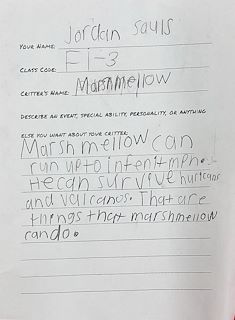 Jordan Sauls
YOUR NAME:
CLASS CODE: F1-3
CRITTER'S NAME: Marshmellow
DESCRIBE AN EVENT, SPECIAL ABILITY, PERSONALITY, OR ANYTHING
ELSE YOU WANT ABOUT YOUR CRITTER:
Marshmellow can
run up to infenit mph.
He can survive hurricans
and valcanos. That are
things that marshmellow
can do.